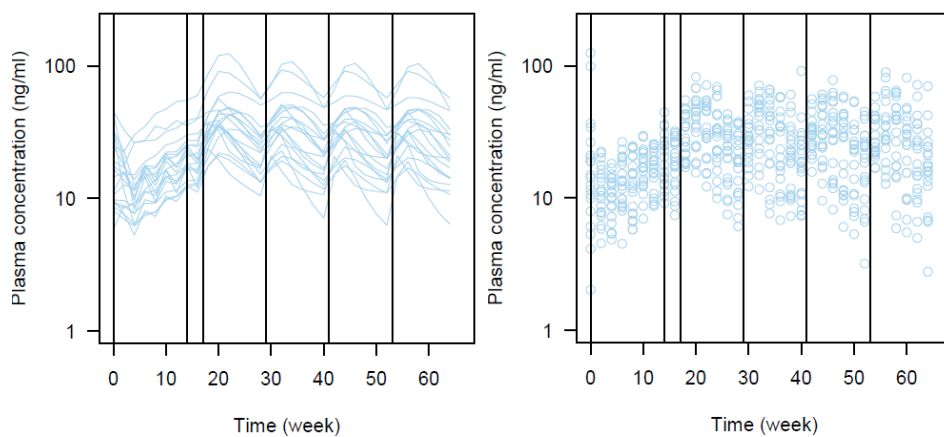 Plasma concentration (ng/ml)
100
10
1
0 10 20 30 40 50 60
Time (week)
Plasma concentration (ng/ml)
100
10
1
0 10 20 30 40 50 60
Time (week)